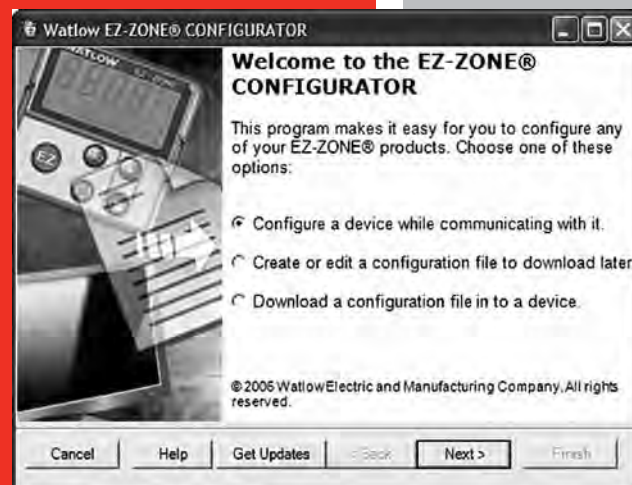 Watlow EZ-ZONE® CONFIGURATOR
WATLOW
EZ
Welcome to the EZ-ZONE®
CONFIGURATOR
This program makes it easy for you to configure any
of your EZ-ZONE® products. Choose one of these
options:
Configure a device while communicating with it.
Create or edit a configuration file to download later
Download a configuration file in to a device.
© 2006 Watlow Electric and Manufacturing Company. All rights
reserved.
Cancel
Help
Get Updates
< Back
Next >
Finish